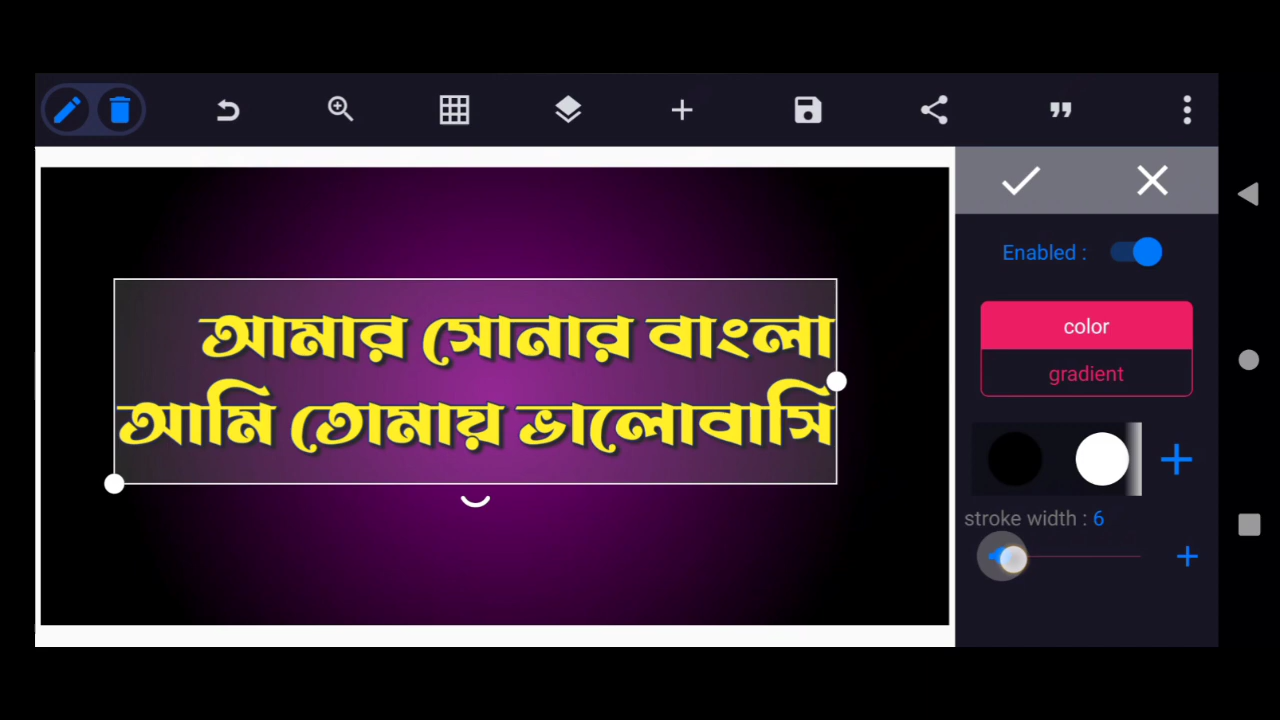 Enabled :
color
আমার সোনার বাংলা
gradient
আমি তোমায় ভালোবাসি
stroke width : 6